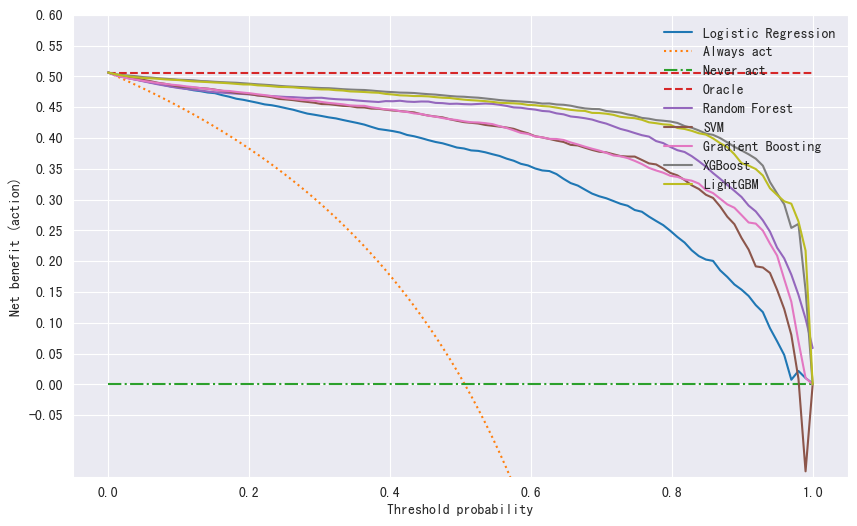 0.60
0.55
0.50
0.45
0.40
0.35
0.30
0.25
0.20
0.15
0.10
0.05
0.00
-0.05
Net benefit (action)
Logistic Regression
Always act
Never act
Oracle
Random Forest
SVM
Gradient Boosting
XGBoost
LightGBM
0.0 0.2 0.4 0.6 0.8 1.0
Threshold probability